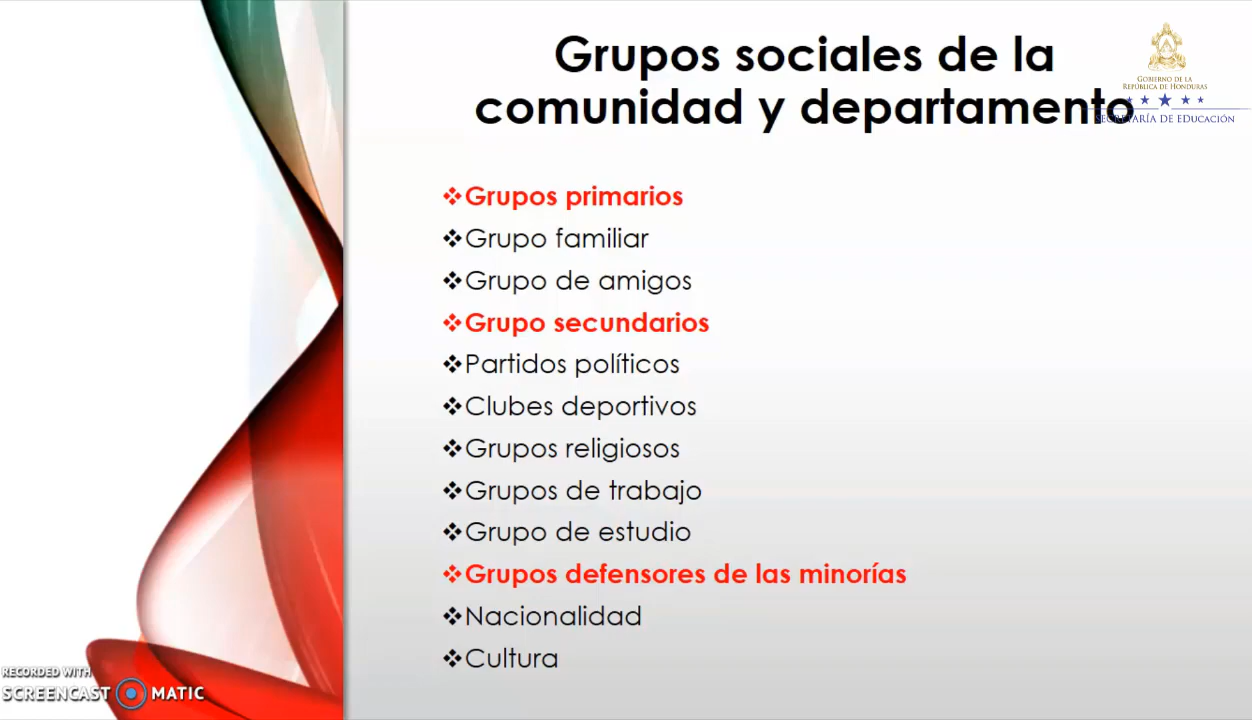 Grupos sociales de la
comunidad y departamento
GOBIERNO DE LA
REPÚBLICA DE HONDURAS
SECRETARÍA DE EDUCACIÓN
Grupos primarios
Grupo familiar
Grupo de amigos
Grupo secundarios
Partidos políticos
Clubes deportivos
Grupos religiosos
Grupos de trabajo
Grupo de estudio
Grupos defensores de las minorías
Nacionalidad
Cultura
RECORDED WITH
SCREENCAST MATIC